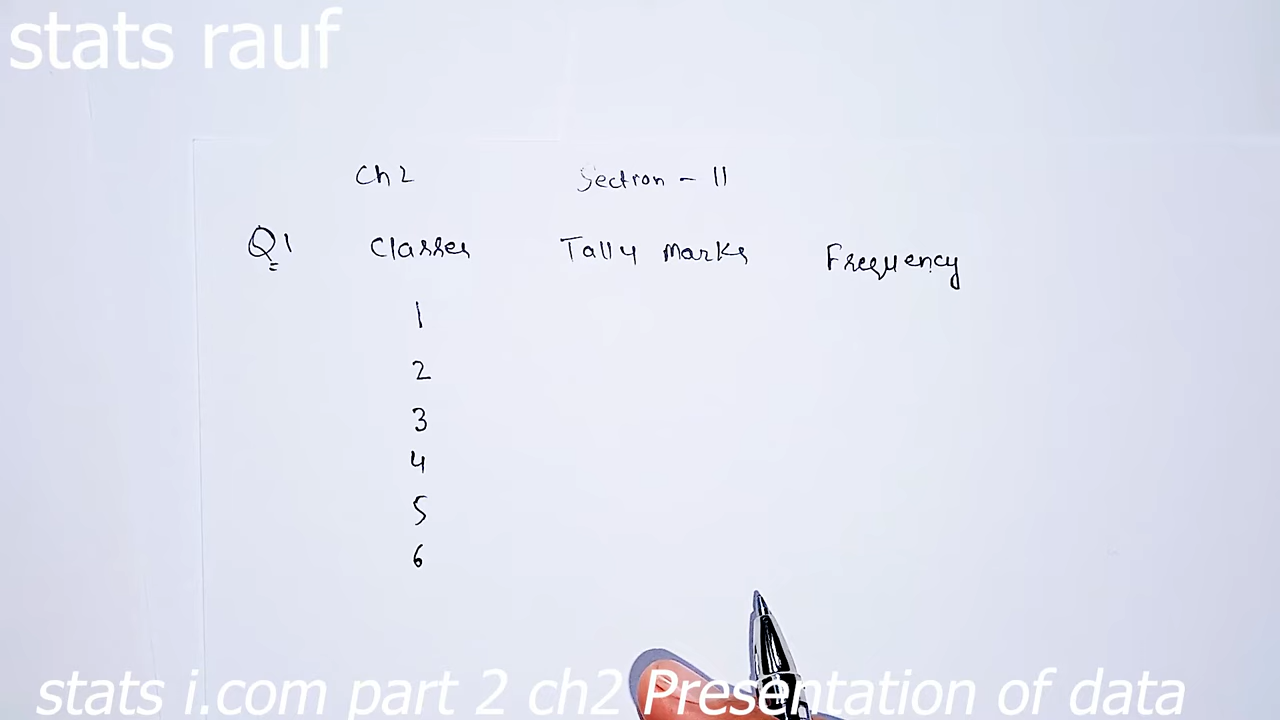 stats rauf
Ch 2 Section - II
Q1 Classes Tally Marks Frequency
1
2
3
4
5
6
stats i.com part 2 ch2 Presentation of data